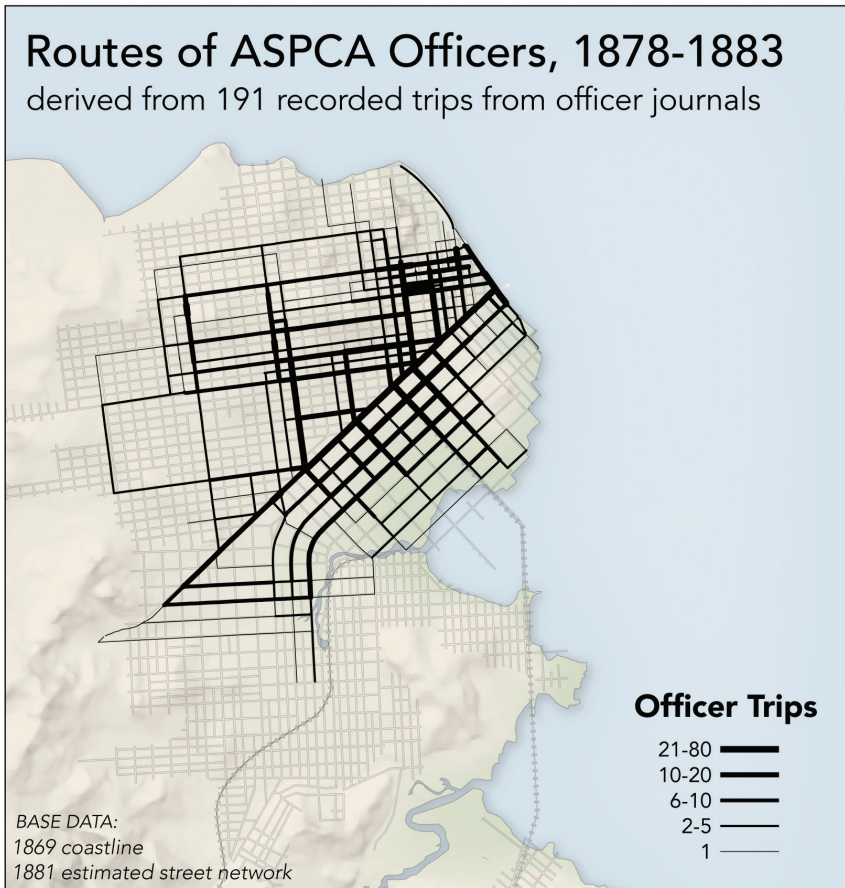 Routes of ASPCA Officers, 1878-1883
derived from 191 recorded trips from officer journals
Officer Trips
21-80
10-20
6-10
2-5
1
BASE DATA:
1869 coastline
1881 estimated street network